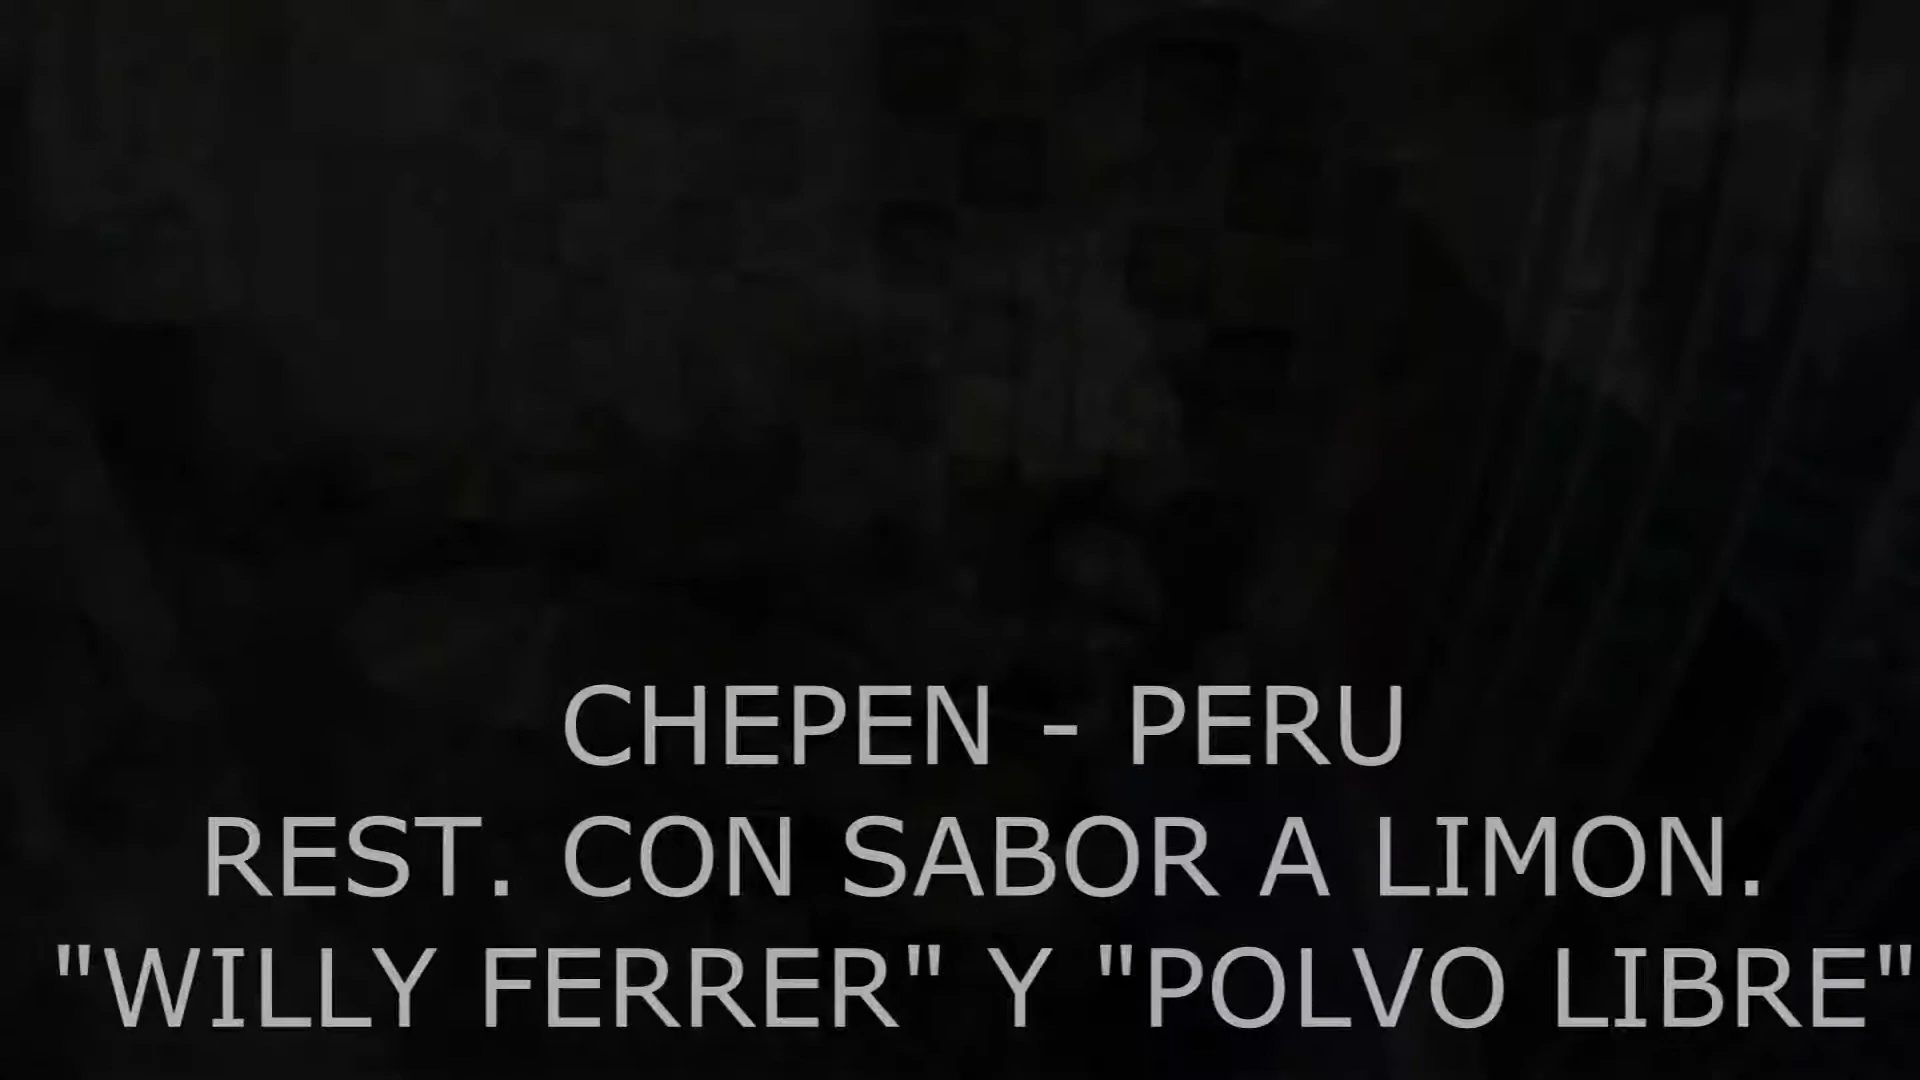 CHEPEN - PERU
REST. CON SABOR A LIMON.
"WILLY FERRER" Y "POLVO LIBRE"